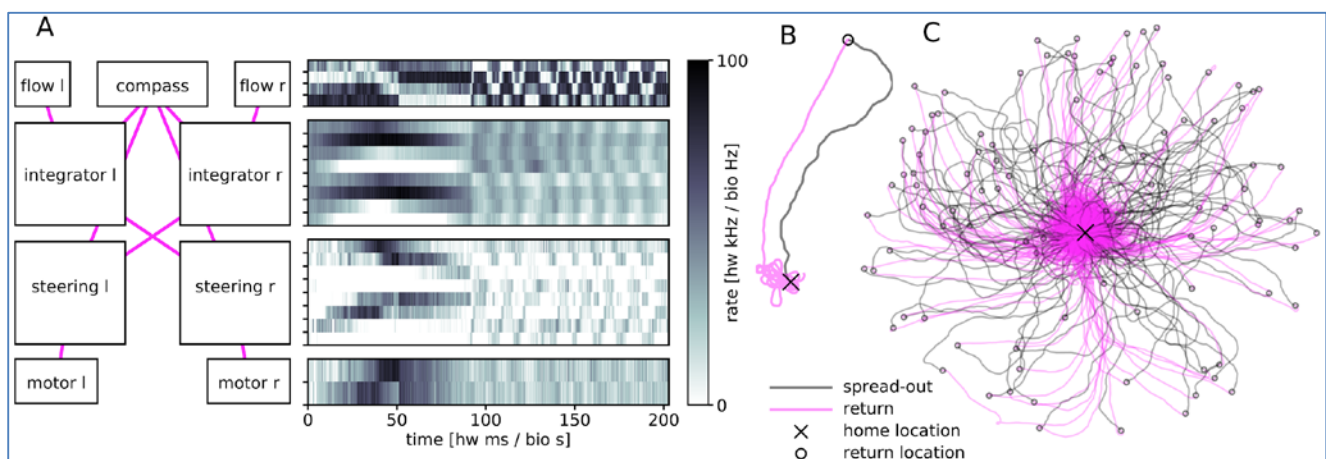 A
flow l
compass
flow r
integrator l
integrator r
steering l
steering r
motor l
motor r
0
50
100
150
200
time [hw ms / bio s]
100
0
rate [hw kHz / bio Hz]
B
C
spread-out
return
home location
return location